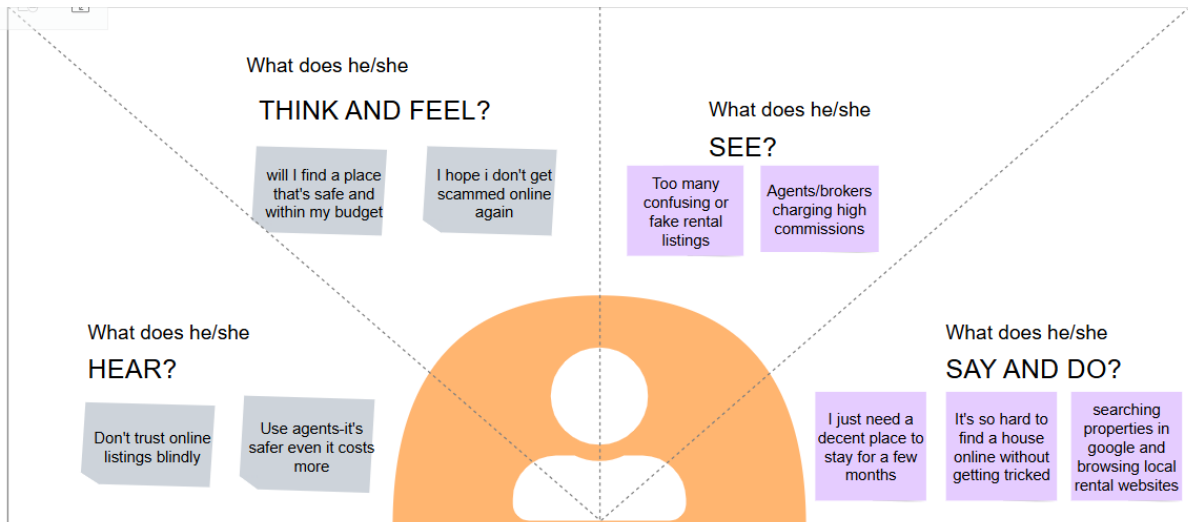 What does he/she
THINK AND FEEL?
will I find a place
that's safe and
within my budget
I hope i don't get
scammed online
again
What does he/she
SEE?
Too many
confusing or
fake rental
listings
Agents/brokers
charging high
commissions
What does he/she
HEAR?
Don't trust online
listings blindly
Use agents-it's
safer even it costs
more
What does he/she
SAY AND DO?
I just need a
decent place to
stay for a few
months
It's so hard to
find a house
online without
getting tricked
searching
properties in
google and
browsing local
rental websites